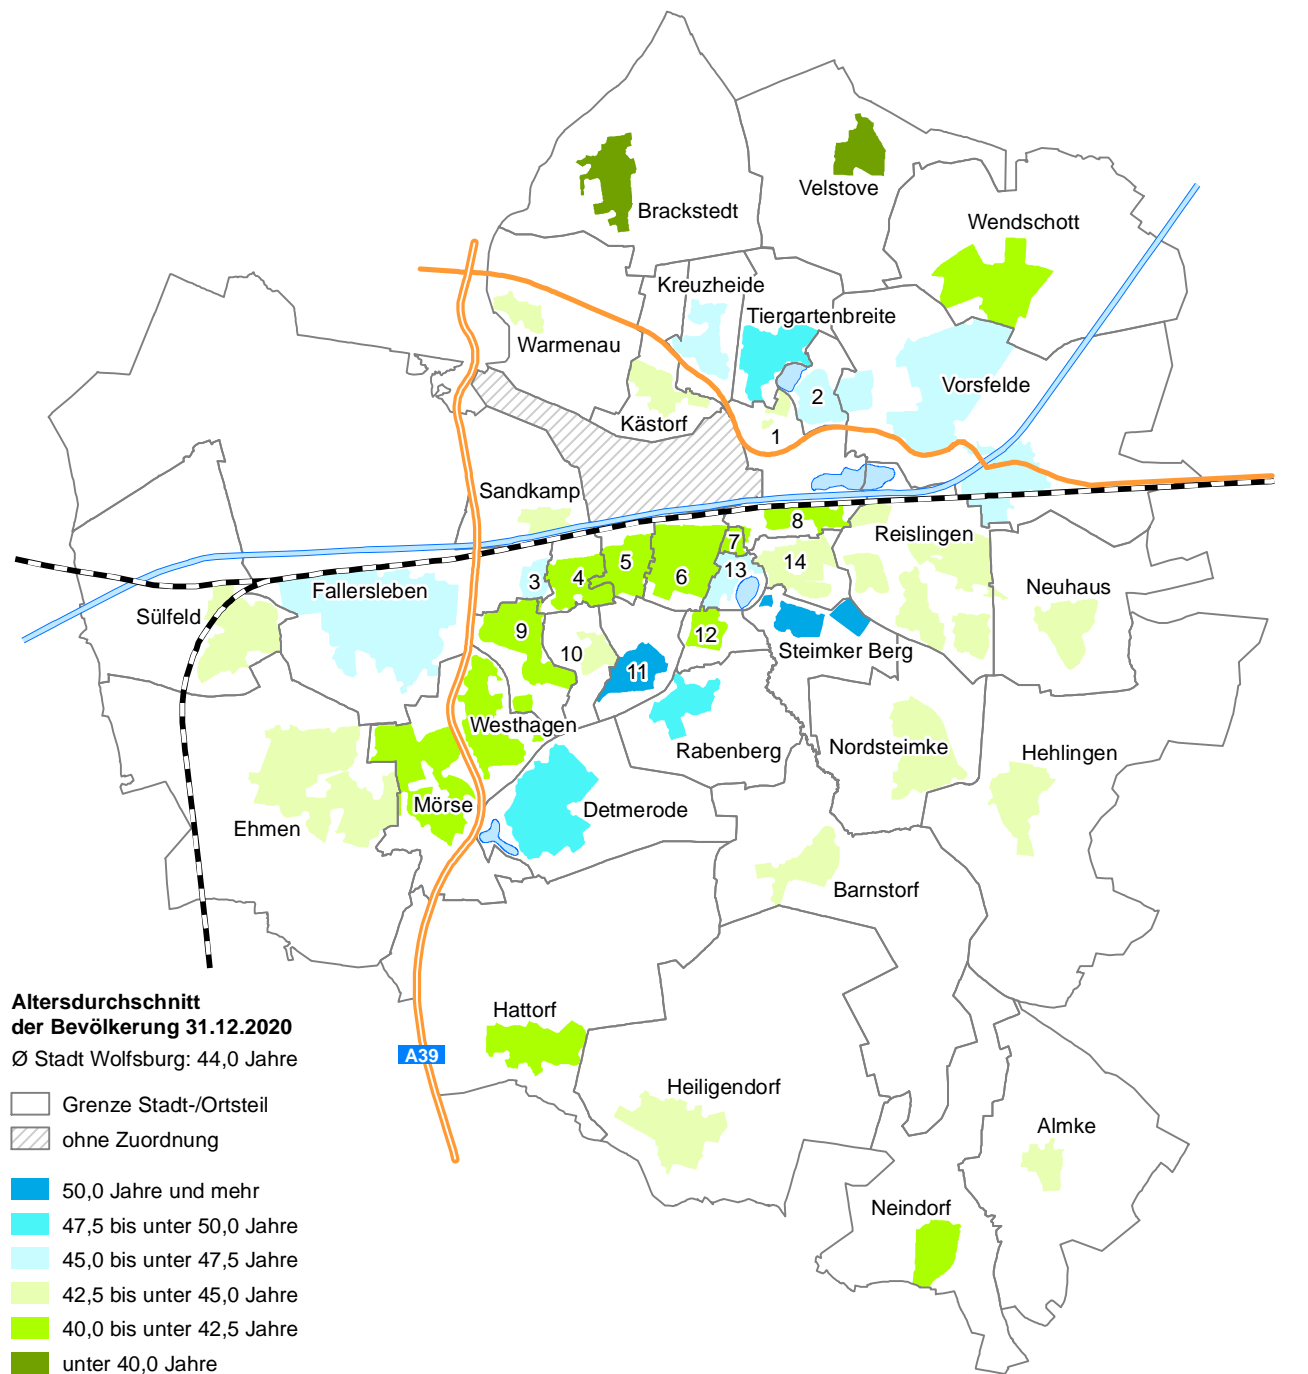 Brackstedt
Velstove
Wendschott
Kreuzheide
Tiergartenbreite
Warmenau
Vorsfelde
2
Kästorf
1
Sandkamp
8
Reislingen
7
5
14
13
6
4
3
Fallersleben
Neuhaus
Sülfeld
9
12
Steimker Berg
10
11
Westhagen
Rabenberg
Nordsteimke
Hehlingen
Mörse
Detmerode
Ehmen
Barnstorf
Hattorf
A39
Heiligendorf
Almke
Neindorf
Altersdurchschnitt
der Bevölkerung 31.12.2020
Ø Stadt Wolfsburg: 44,0 Jahre
Grenze Stadt-/Ortsteil
ohne Zuordnung
50,0 Jahre und mehr
47,5 bis unter 50,0 Jahre
45,0 bis unter 47,5 Jahre
42,5 bis unter 45,0 Jahre
40,0 bis unter 42,5 Jahre
unter 40,0 Jahre